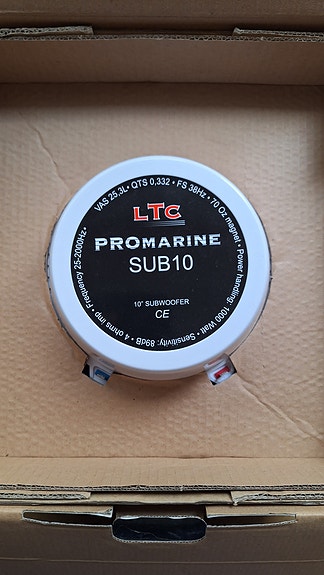 VAS 25,3L • QTS 0,332 • FS 38Hz • 70 Oz magnet • Power handling: 1000 Watt • Sensitivity: 89dB • 4 ohms imp • Frequency 25-2000Hz •
LTC
PROMARINE
SUB10
10" SUBWOOFER
CE